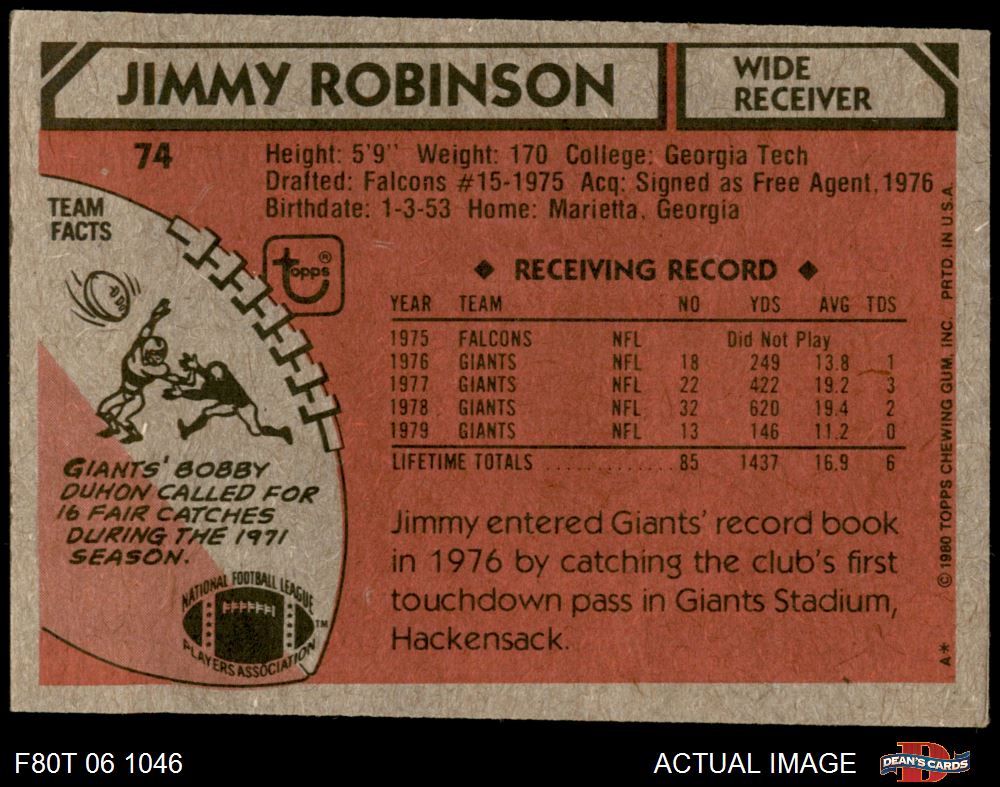 JIMMY ROBINSON
WIDE
RECEIVER
74
Height: 5'9" Weight: 170 College: Georgia Tech
Drafted: Falcons #15-1975 Acq: Signed as Free Agent, 1976
Birthdate: 1-3-53 Home: Marietta, Georgia
TEAM
FACTS
topps®
◆ RECEIVING RECORD ◆
YEAR TEAM NO YDS AVG TDS
1975 FALCONS NFL Did Not Play
1976 GIANTS NFL 18 249 13.8 1
1977 GIANTS NFL 22 422 19.2 3
1978 GIANTS NFL 32 620 19.4 2
1979 GIANTS NFL 13 146 11.2 0
LIFETIME TOTALS ............ 85 1437 16.9 6
GIANTS' BOBBY
DUHON CALLED FOR
16 FAIR CATCHES
DURING THE 1971
SEASON.
NATIONAL FOOTBALL LEAGUE
PLAYERS ASSOCIATION
TM
Jimmy entered Giants' record book
in 1976 by catching the club's first
touchdown pass in Giants Stadium,
Hackensack.
A* © 1980 TOPPS CHEWING GUM, INC. PRTD. IN U.S.A.
F80T 06 1046
ACTUAL IMAGE
D
DEAN'S CARDS